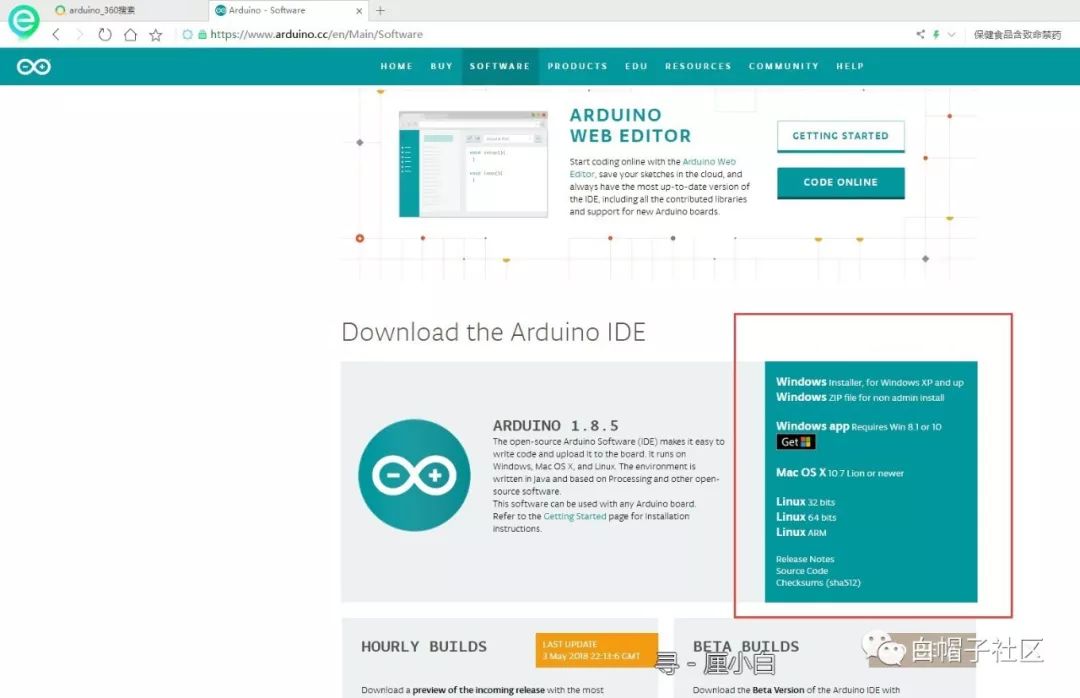 arduino_360搜索
Arduino - Software
https://www.arduino.cc/en/Main/Software
保健食品含致命禁药
HOME BUY SOFTWARE PRODUCTS EDU RESOURCES COMMUNITY HELP
ARDUINO
WEB EDITOR
Start coding online with the Arduino Web
Editor, save your sketches in the cloud, and
always have the most up-to-date version of
the IDE, including all the contributed libraries
and support for new Arduino boards.
GETTING STARTED
CODE ONLINE
Download the Arduino IDE
ARDUINO 1.8.5
The open-source Arduino Software (IDE) makes it easy to
write code and upload it to the board. It runs on
Windows, Mac OS X, and Linux. The environment is
written in Java and based on Processing and other open-
source software.
This software can be used with any Arduino board.
Refer to the Getting Started page for Installation
instructions.
Windows Installer, for Windows XP and up
Windows ZIP file for non admin install
Windows app Requires Win 8.1 or 10
Get
Mac OS X 10.7 Lion or newer
Linux 32 bits
Linux 64 bits
Linux ARM
Release Notes
Source Code
Checksums (sha512)
HOURLY BUILDS
LAST UPDATE
3 May 2018 22:13:6 GMT
Download a preview of the incoming release with the most
BETA BUILDS
Download the Beta Version of the Arduino IDE with
寻 - 厘小白
白帽子社区